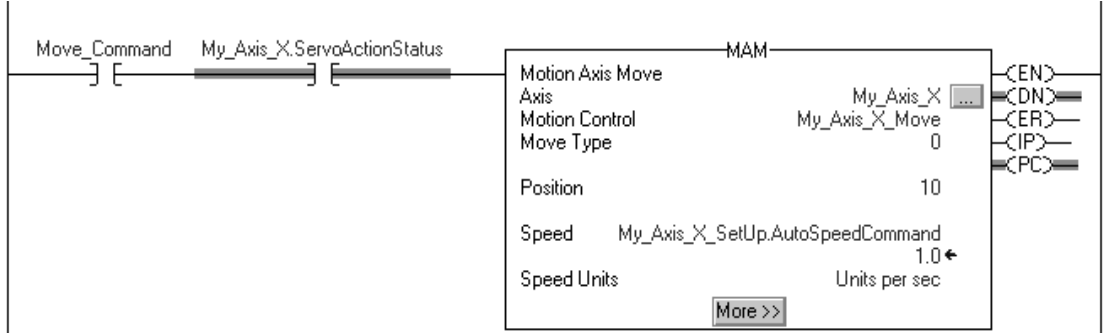 Move_Command My_Axis_X.ServoActionStatus
MAM
Motion Axis Move
Axis My_Axis_X ...
Motion Control My_Axis_X_Move
Move Type 0
Position 10
Speed My_Axis_X_SetUp.AutoSpeedCommand
1.0
Speed Units Units per sec
More >>
EN
DN
ER
IP
PC